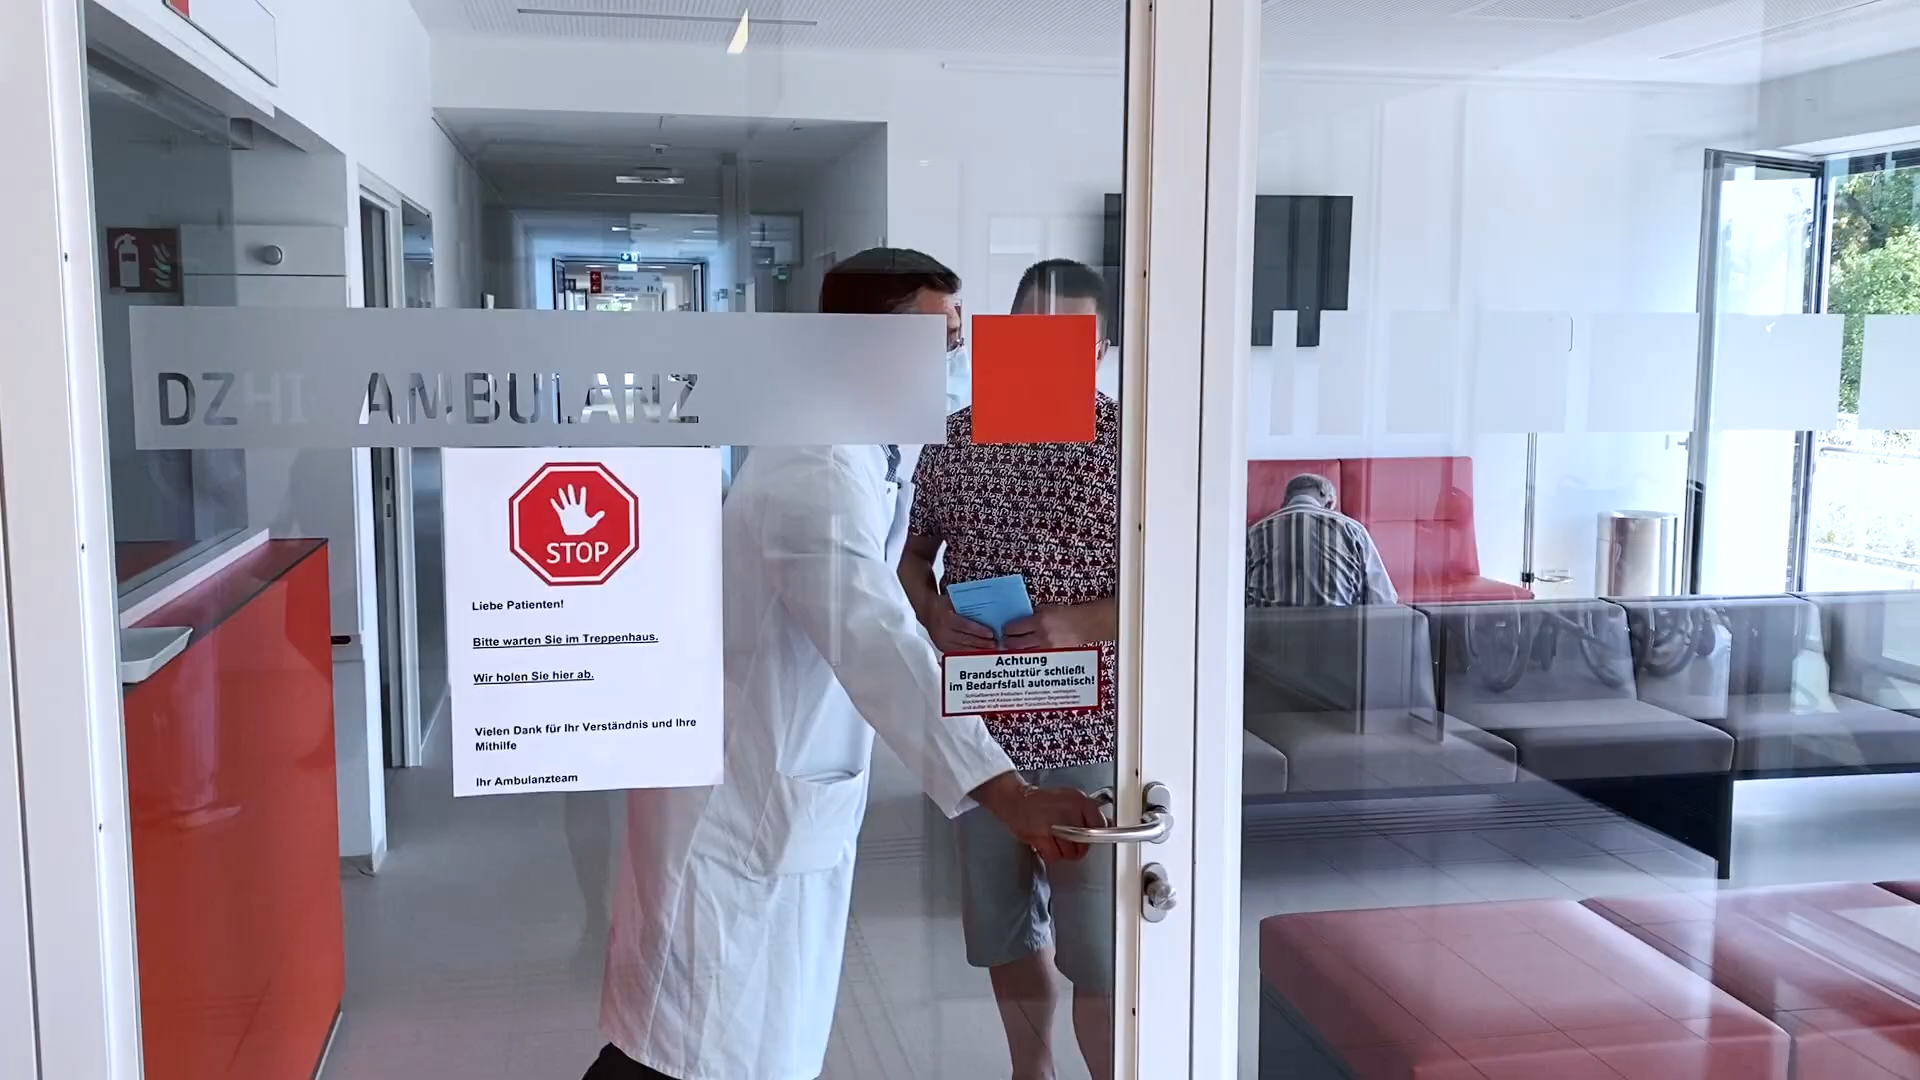 DZHI AMBULANZ
STOP
Liebe Patienten!
Bitte warten Sie im Treppenhaus.
Wir holen Sie hier ab.
Vielen Dank für Ihr Verständnis und Ihre
Mithilfe
Ihr Ambulanzteam
Achtung
Brandschutztür schließt
im Bedarfsfall automatisch!